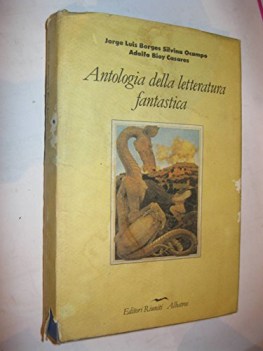 Jorge Luis Borges Silvina Ocampo
Adolfo Bioy Casares
Antologia della letteratura
fantastica
Editori Riuniti Albatros